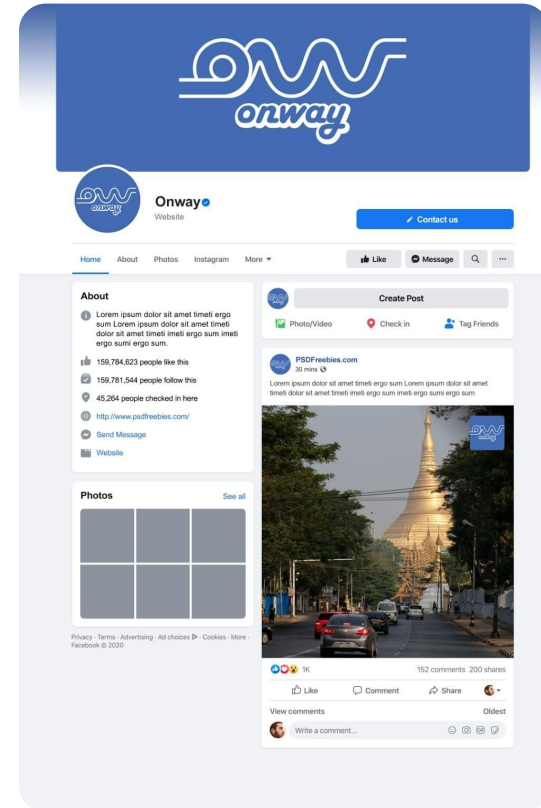 onway
onway
Onway
Website
Contact us
Home About Photos Instagram More
Like Message
About
Lorem ipsum dolor sit amet timeti ergo
sum Lorem ipsum dolor sit amet timeti
dolor sit amet timeti imeti ergo sum imeti
ergo sumi ergo sum.
159,784,623 people like this
159,781,544 people follow this
45,264 people checked in here
http://www.psdfreebies.com/
Send Message
Website
Photos See all
Privacy · Terms · Advertising · Ad choices · Cookies · More ·
Facebook © 2020
Create Post
Photo/Video Check in Tag Friends
PSDFreebies.com
30 mins
Lorem ipsum dolor sit amet timeti ergo sum Lorem ipsum dolor sit amet
timeti dolor sit amet timeti imeti ergo sum imeti ergo sumi ergo sum
onway
1K 152 comments 200 shares
Like Comment Share
View comments Oldest
Write a comment... GIF